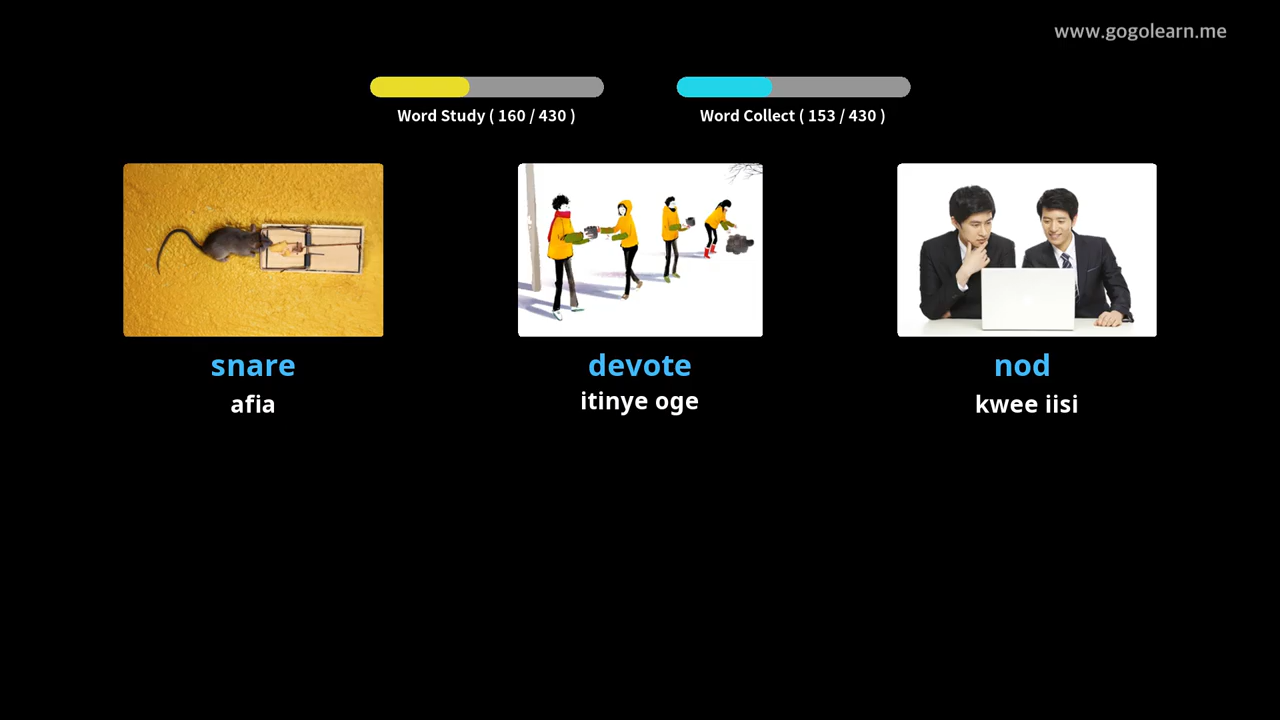 www.gogolearn.me
Word Study ( 160 / 430 )
Word Collect ( 153 / 430 )
snare
devote
nod
afia
itinye oge
kwee iisi